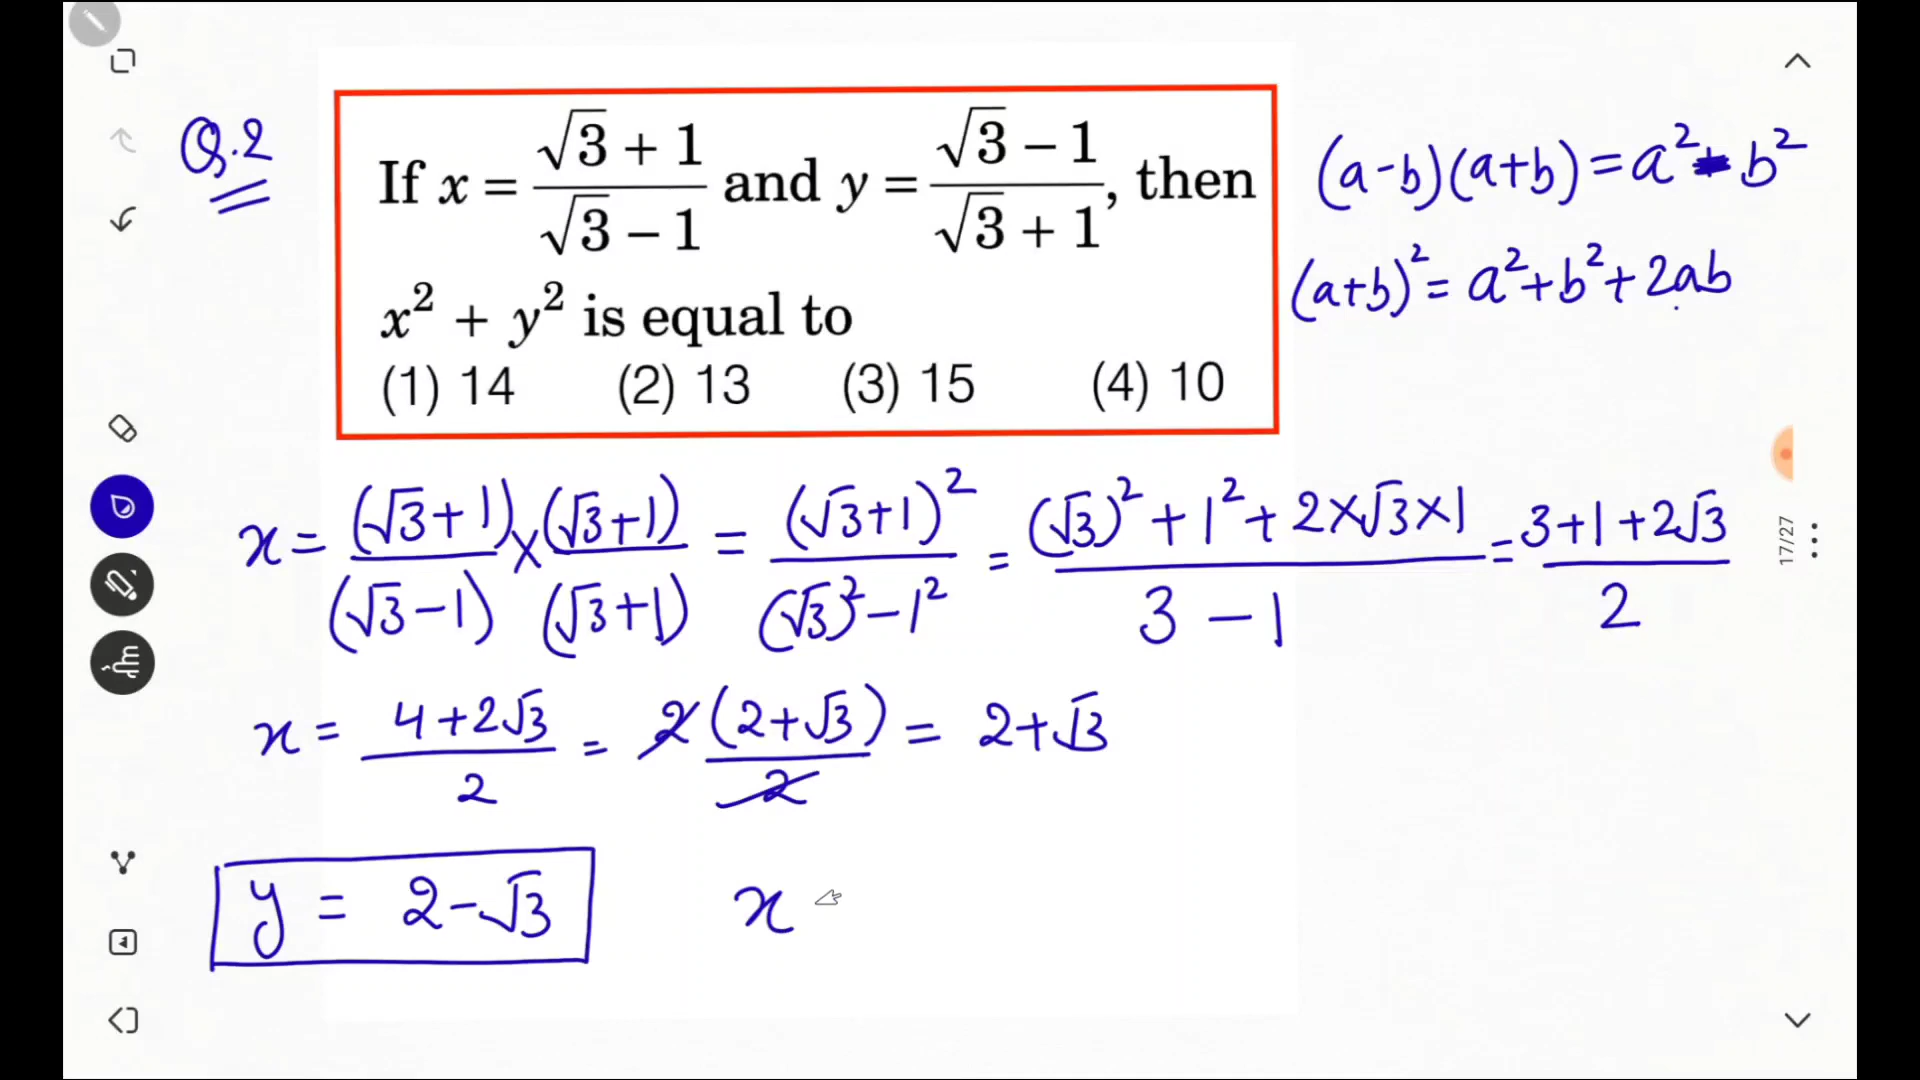 Q.2
If x = (√3 + 1)/(√3 − 1) and y = (√3 − 1)/(√3 + 1), then
x² + y² is equal to
(1) 14 (2) 13 (3) 15 (4) 10
(a-b)(a+b) = a² - b²
(a+b)² = a² + b² + 2ab
x = (√3+1)/(√3-1) × (√3+1)/(√3+1) = (√3+1)²/((√3)² - 1²) = ((√3)² + 1² + 2×√3×1)/(3 - 1) = (3+1+2√3)/2
x = (4+2√3)/2 = 2(2+√3)/2 = 2+√3
y = 2-√3
x
17/27